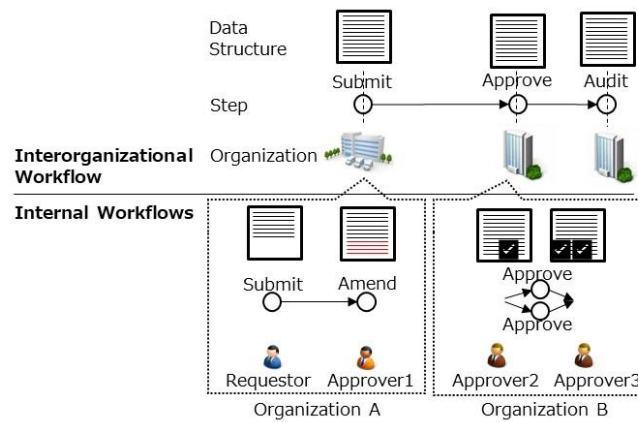 Data
Structure
Submit
Approve
Audit
Step
Organization
Interorganizational
Workflow
Internal Workflows
Submit
Amend
Approve
Approve
Requestor
Approver1
Approver2
Approver3
Organization A
Organization B